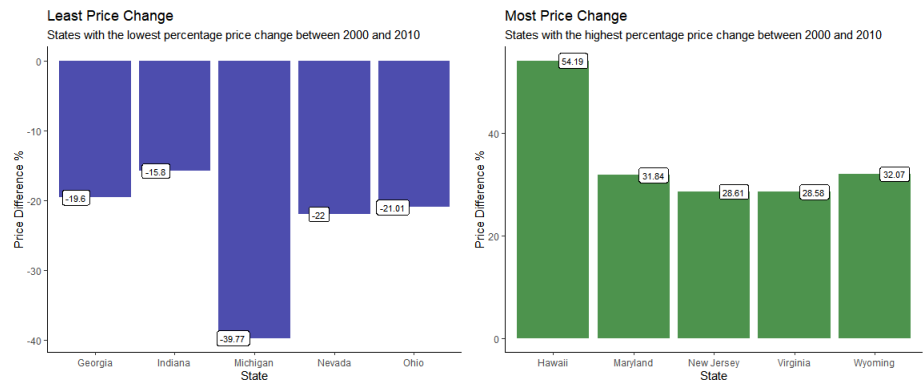 Least Price Change
States with the lowest percentage price change between 2000 and 2010
0
-10
-20
-30
-40
Price Difference %
-19.6
-15.8
-39.77
-22
-21.01
Georgia
Indiana
Michigan
Nevada
Ohio
State
Most Price Change
States with the highest percentage price change between 2000 and 2010
40
20
0
Price Difference %
54.19
31.84
28.61
28.58
32.07
Hawaii
Maryland
New Jersey
Virginia
Wyoming
State